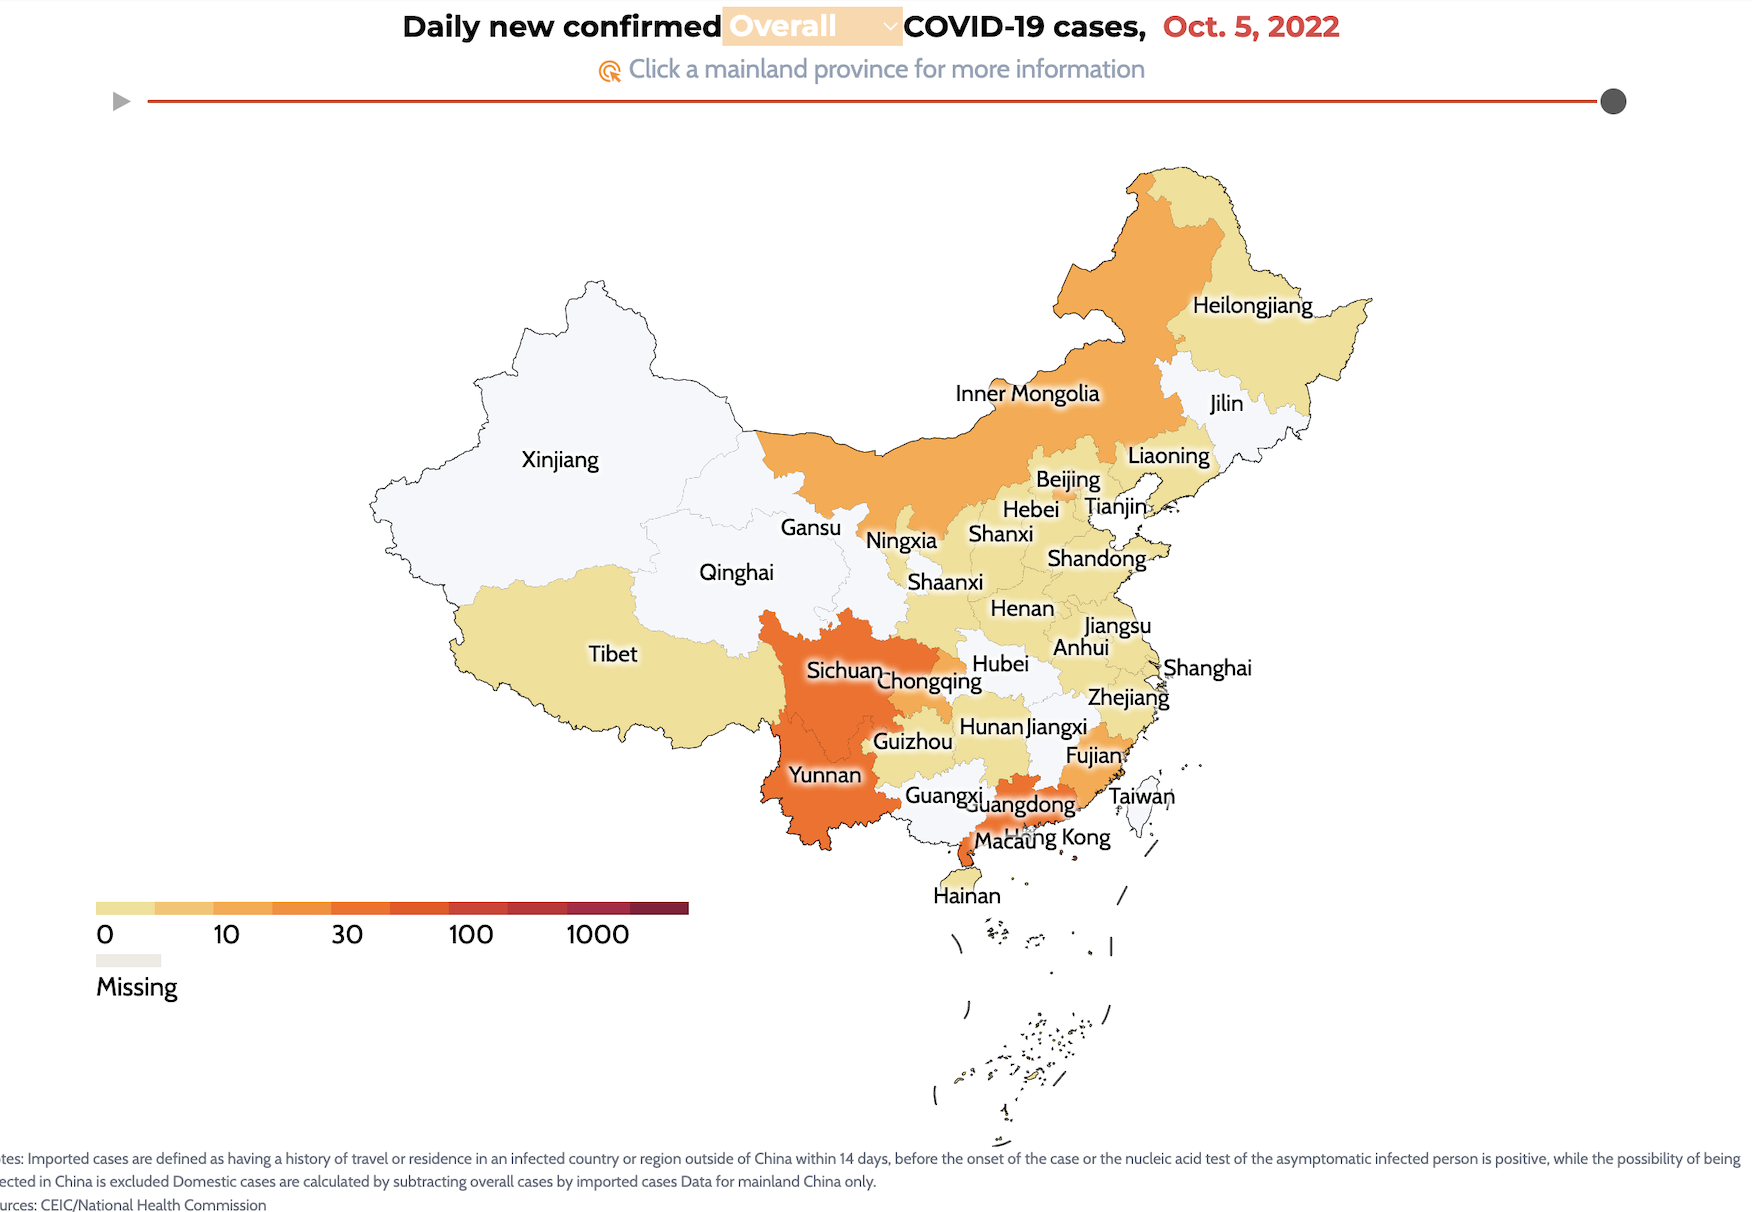 Daily new confirmed Overall COVID-19 cases, Oct. 5, 2022
Click a mainland province for more information
Heilongjiang
Inner Mongolia
Jilin
Xinjiang
Liaoning
Beijing
Tianjin
Hebei
Gansu
Shanxi
Ningxia
Shandong
Qinghai
Shaanxi
Henan
Jiangsu
Anhui
Tibet
Hubei
Shanghai
Sichuan
Chongqing
Zhejiang
Hunan
Jiangxi
Guizhou
Fujian
Yunnan
Guangxi
Guangdong
Taiwan
Macau
Hong Kong
Hainan
0 10 30 100 1000
Missing
tes: Imported cases are defined as having a history of travel or residence in an infected country or region outside of China within 14 days, before the onset of the case or the nucleic acid test of the asymptomatic infected person is positive, while the possibility of being
ected in China is excluded Domestic cases are calculated by subtracting overall cases by imported cases Data for mainland China only.
urces: CEIC/National Health Commission